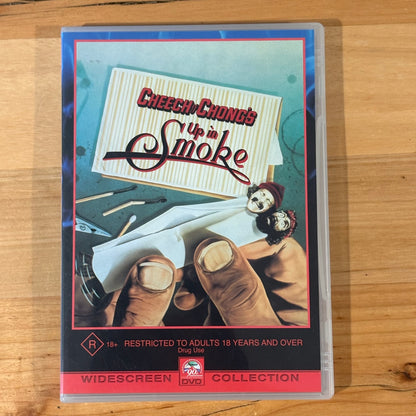 CHEECH & CHONG'S
Up in
Smoke
R 18+ RESTRICTED TO ADULTS 18 YEARS AND OVER
Drug Use
WIDESCREEN DVD COLLECTION